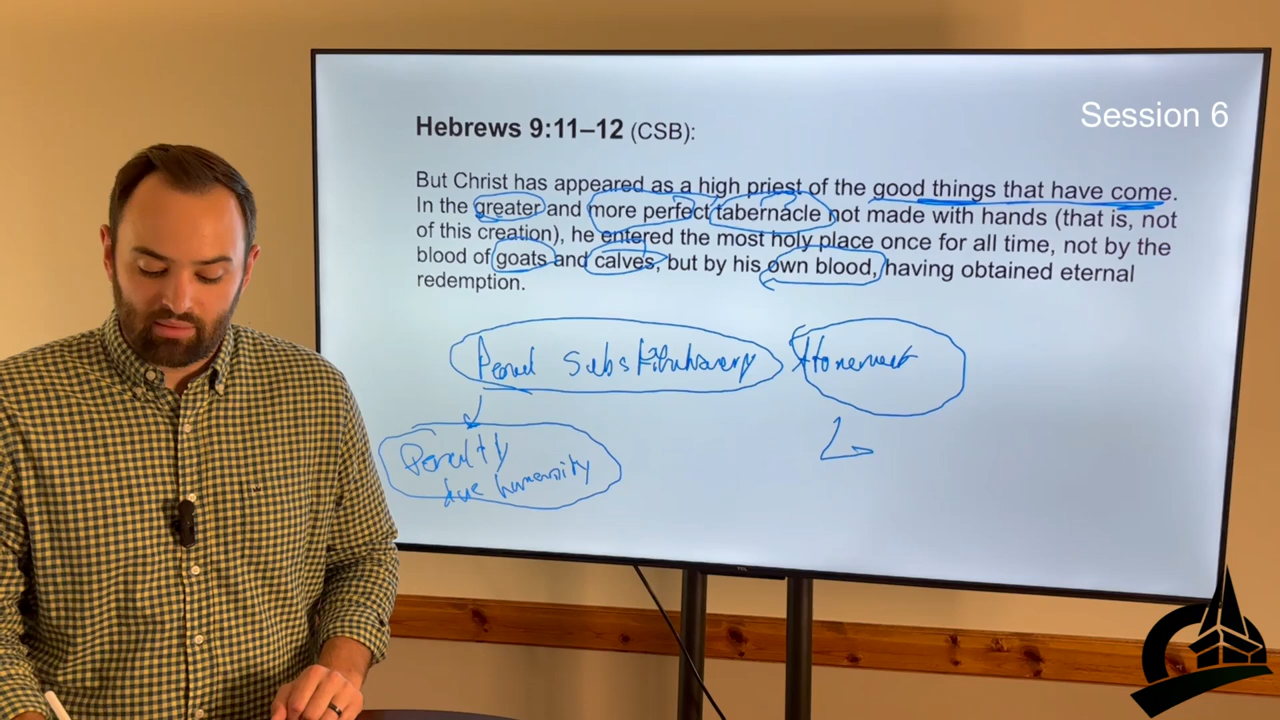 Session 6
Hebrews 9:11–12 (CSB):
But Christ has appeared as a high priest of the good things that have come.
In the greater and more perfect tabernacle not made with hands (that is, not
of this creation), he entered the most holy place once for all time, not by the
blood of goats and calves, but by his own blood, having obtained eternal
redemption.
Penal Substitutionary Atonement
Penalty
due humanity
TCL